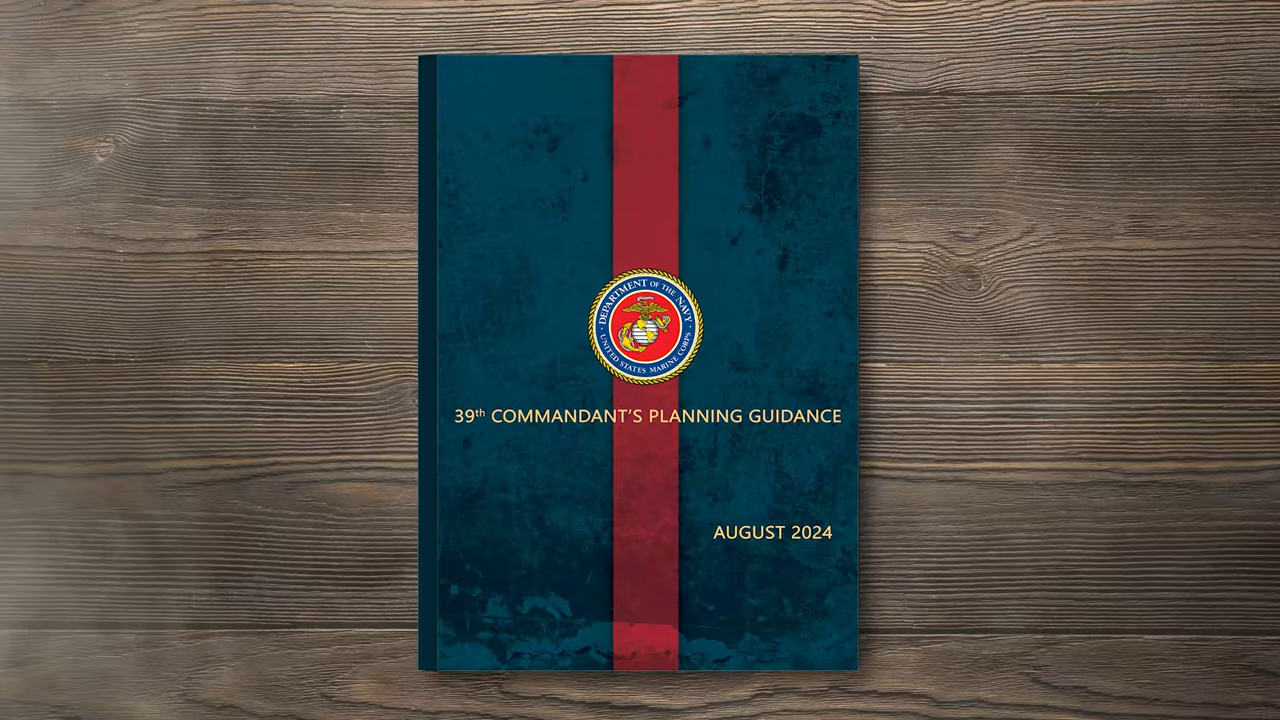 DEPARTMENT OF THE NAVY
UNITED STATES MARINE CORPS
39th COMMANDANT’S PLANNING GUIDANCE
AUGUST 2024